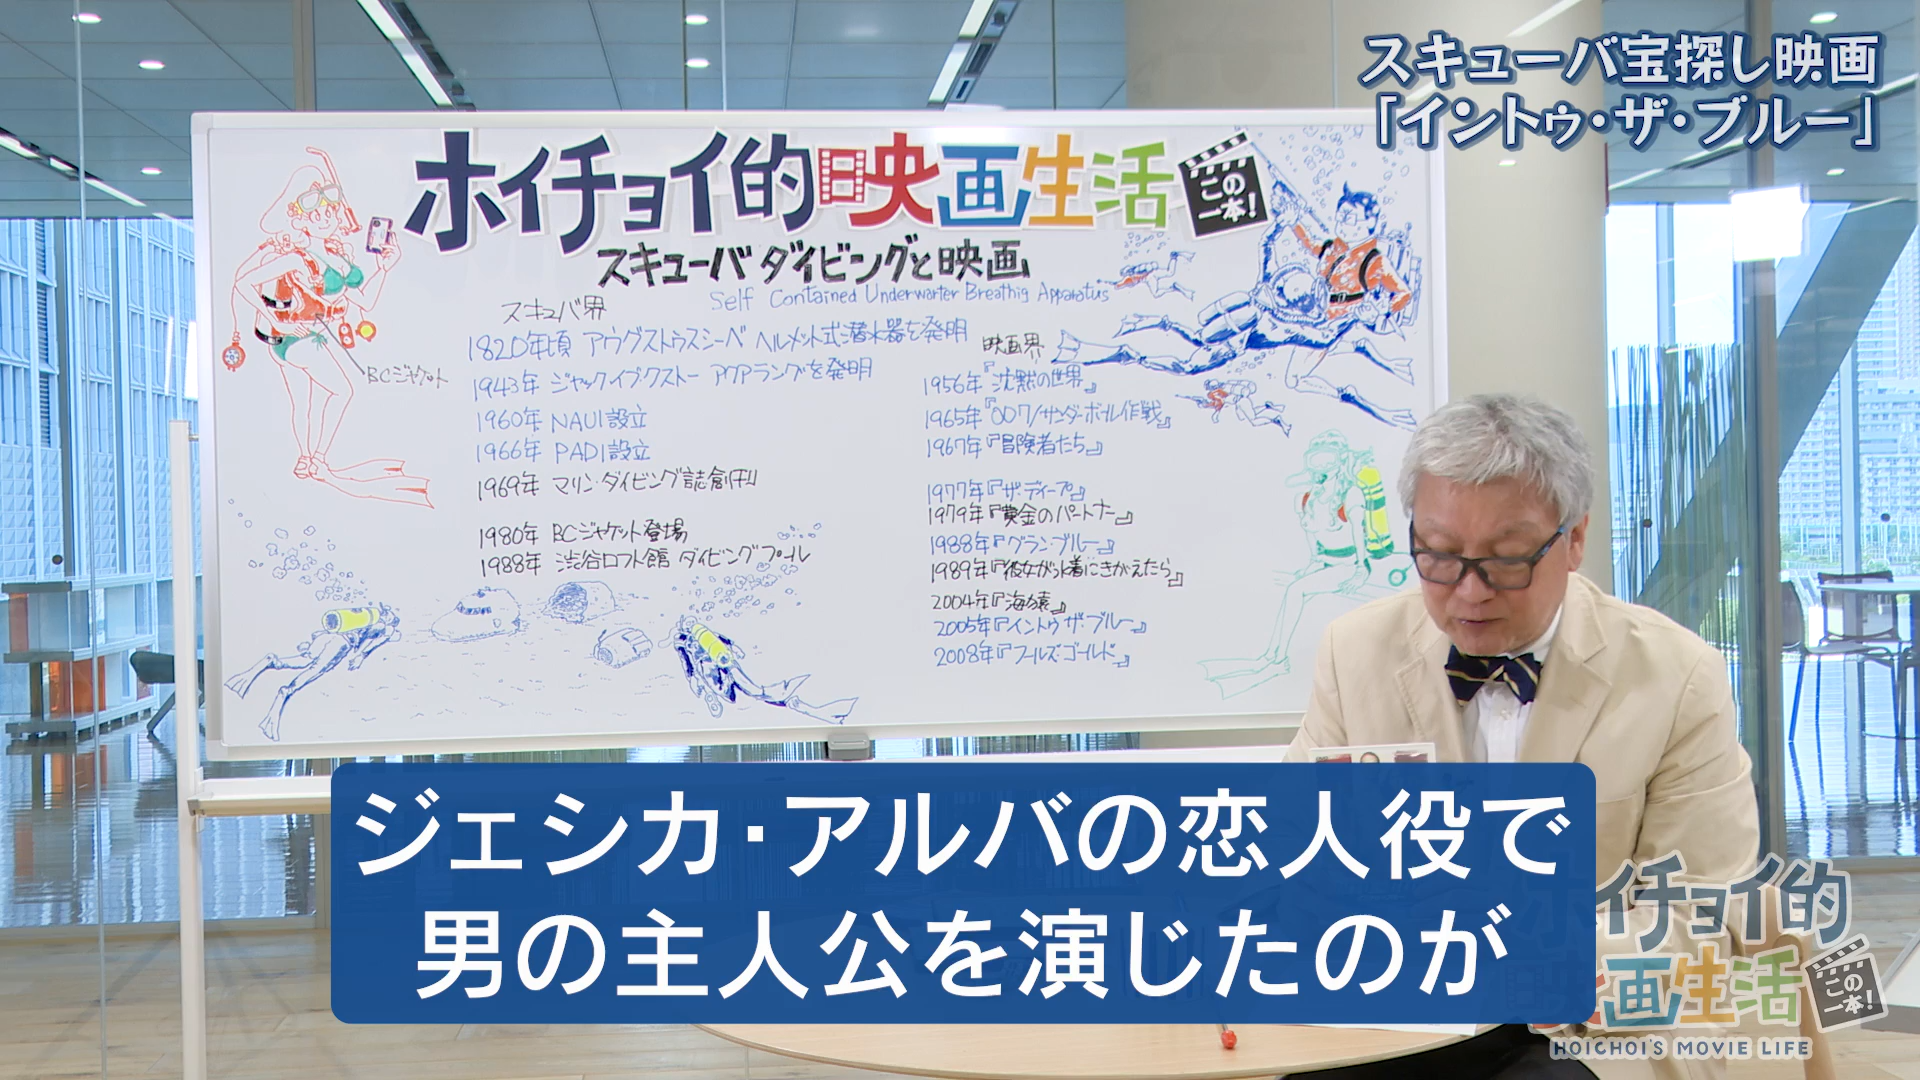 スキューバ宝探し映画
「イントゥ・ザ・ブルー」
ホイチョイ的映画生活 この一本!
スキューバダイビングと映画
Self Contained Underwarter Breathig Apparatus
スキュバ界
1820年頃 アウグストゥスシーベ ヘルメット式潜水器を発明
1943年 ジャックイブクストー アクアラングを発明
1960年 NAUI設立
1966年 PADI設立
1969年 マリン・ダイビング誌創刊
1980年 BCジャケット登場
1988年 渋谷ロフト館 ダイビングプール
BCジャケット
映画界
1956年『沈黙の世界』
1965年『007/サンダーボール作戦』
1967年『冒険者たち』
1977年『ザ・ディープ』
1979年『黄金のパートナー』
1988年『グラン・ブルー』
1989年『彼女が水着にきがえたら』
2004年『海猿』
2005年『イントゥ ザ ブルー』
2008年『フールズ・ゴールド』
ジェシカ・アルバの恋人役で
男の主人公を演じたのが
ホイチョイ的
映画生活 この一本!
HOICHOI'S MOVIE LIFE